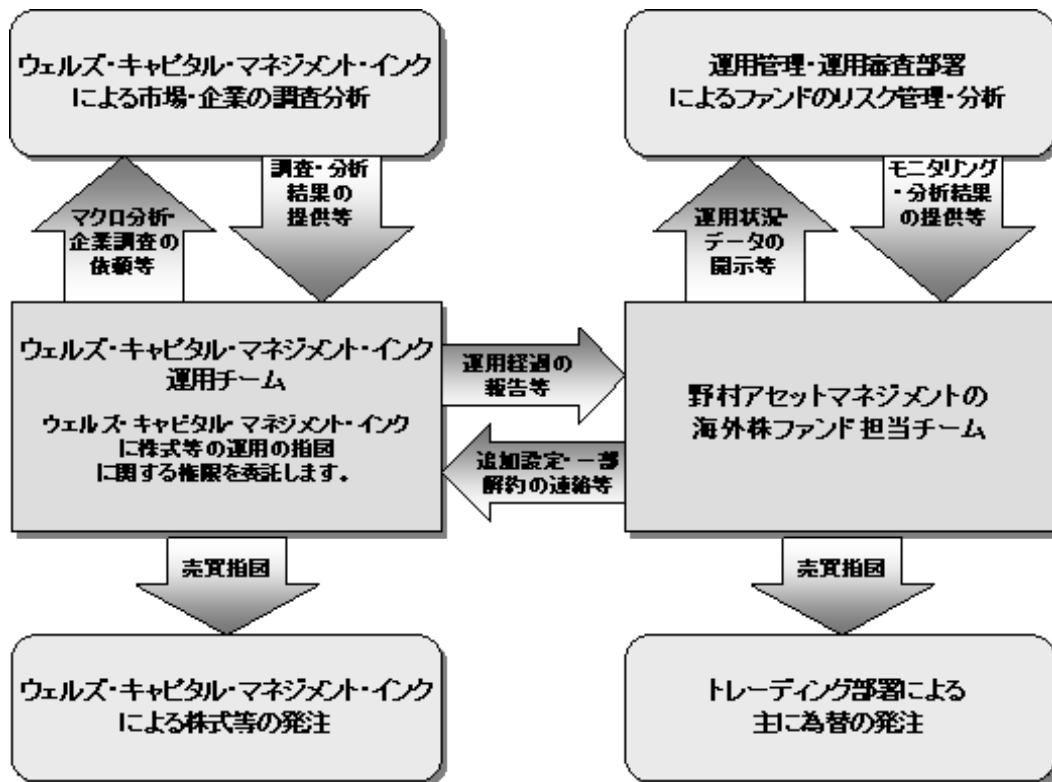 ウェルズ・キャピタル・マネジメント・インク
による市場・企業の調査分析
運用管理・運用審査部署
によるファンドのリスク管理・分析
マクロ分析・
企業調査の
依頼等
調査・分析
結果の
提供等
運用状況・
データの
開示等
モニタリング
・分析結果
の提供等
ウェルズ・キャピタル・マネジメント・インク
運用チーム
ウェルズ・キャピタル・マネジメント・インク
に株式等の運用の指図
に関する権限を委託します。
運用経過の
報告等
追加設定・一部
解約の連絡等
野村アセットマネジメントの
海外株ファンド担当チーム
売買指図
売買指図
ウェルズ・キャピタル・マネジメント・インク
による株式等の発注
トレーディング部署による
主に為替の発注